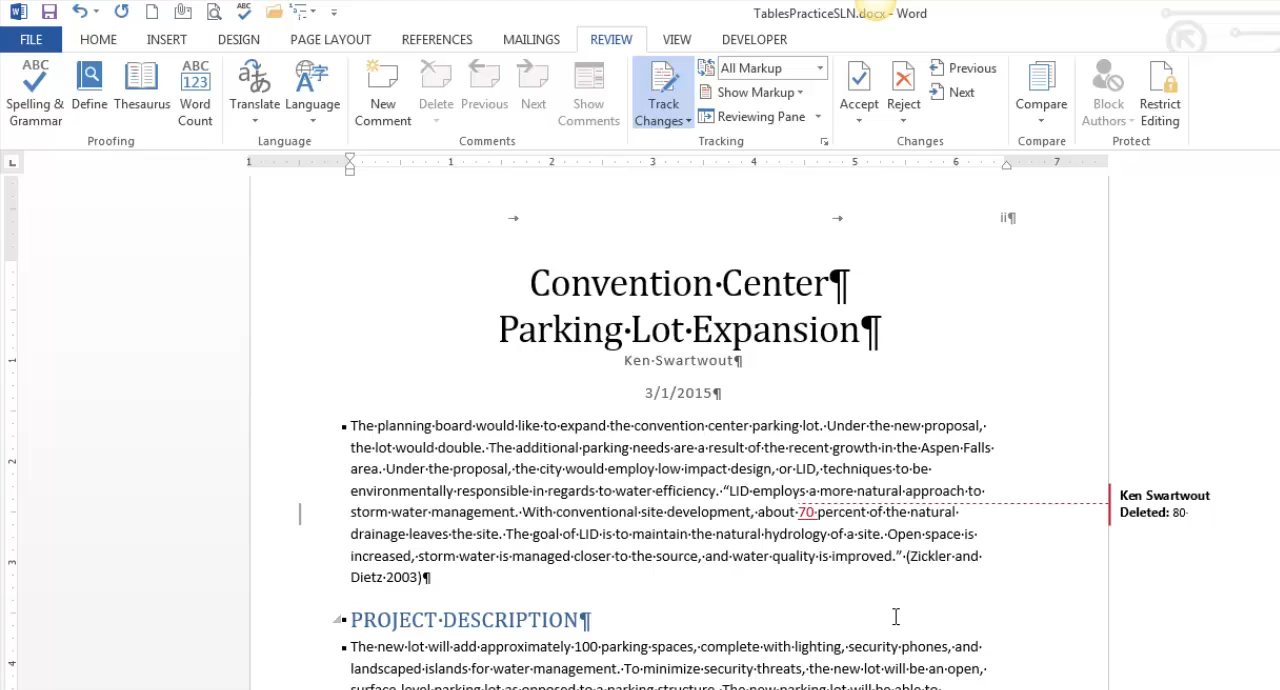 TablesPracticeSLN.docx - Word
FILE HOME INSERT DESIGN PAGE LAYOUT REFERENCES MAILINGS REVIEW VIEW DEVELOPER
ABC
Spelling & Grammar
Define
Thesaurus
ABC 123
Word Count
Translate
Language
New Comment
Delete
Previous
Next
Show Comments
Track Changes
All Markup
Show Markup
Reviewing Pane
Accept
Reject
Previous
Next
Compare
Block Authors
Restrict Editing
Proofing Language Comments Tracking Changes Compare Protect
1 1 2 3 4 5 6 7
→ → ii¶
Convention·Center¶
Parking·Lot·Expansion¶
Ken·Swartwout¶
3/1/2015¶
The·planning·board·would·like·to·expand·the·convention·center·parking·lot.·Under·the·new·proposal,·
the·lot·would·double.·The·additional·parking·needs·are·a·result·of·the·recent·growth·in·the·Aspen·Falls·
area.·Under·the·proposal,·the·city·would·employ·low·impact·design,·or·LID,·techniques·to·be·
environmentally·responsible·in·regards·to·water·efficiency.·“LID·employs·a·more·natural·approach·to·
storm·water·management.·With·conventional·site·development,·about·70·percent·of·the·natural·
drainage·leaves·the·site.·The·goal·of·LID·is·to·maintain·the·natural·hydrology·of·a·site.·Open·space·is·
increased,·storm·water·is·managed·closer·to·the·source,·and·water·quality·is·improved.”·(Zickler·and·
Dietz·2003)¶
Ken Swartwout
Deleted: 80·
PROJECT·DESCRIPTION¶
The·new·lot·will·add·approximately·100·parking·spaces,·complete·with·lighting,·security·phones,·and·
landscaped·islands·for·water·management.·To·minimize·security·threats,·the·new·lot·will·be·an·open,·
surface-level·parking·lot·as·opposed·to·a·parking·structure.·The·new·parking·lot·will·be·able·to·
1
2
3
4